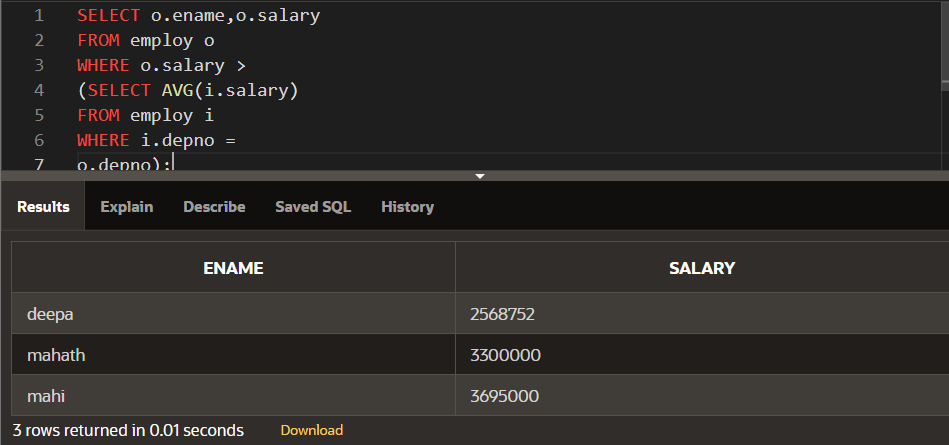 1 SELECT o.ename,o.salary
2 FROM employ o
3 WHERE o.salary >
4 (SELECT AVG(i.salary)
5 FROM employ i
6 WHERE i.depno =
7 o.depno);
Results Explain Describe Saved SQL History
ENAME SALARY
deepa 2568752
mahath 3300000
mahi 3695000
3 rows returned in 0.01 seconds Download